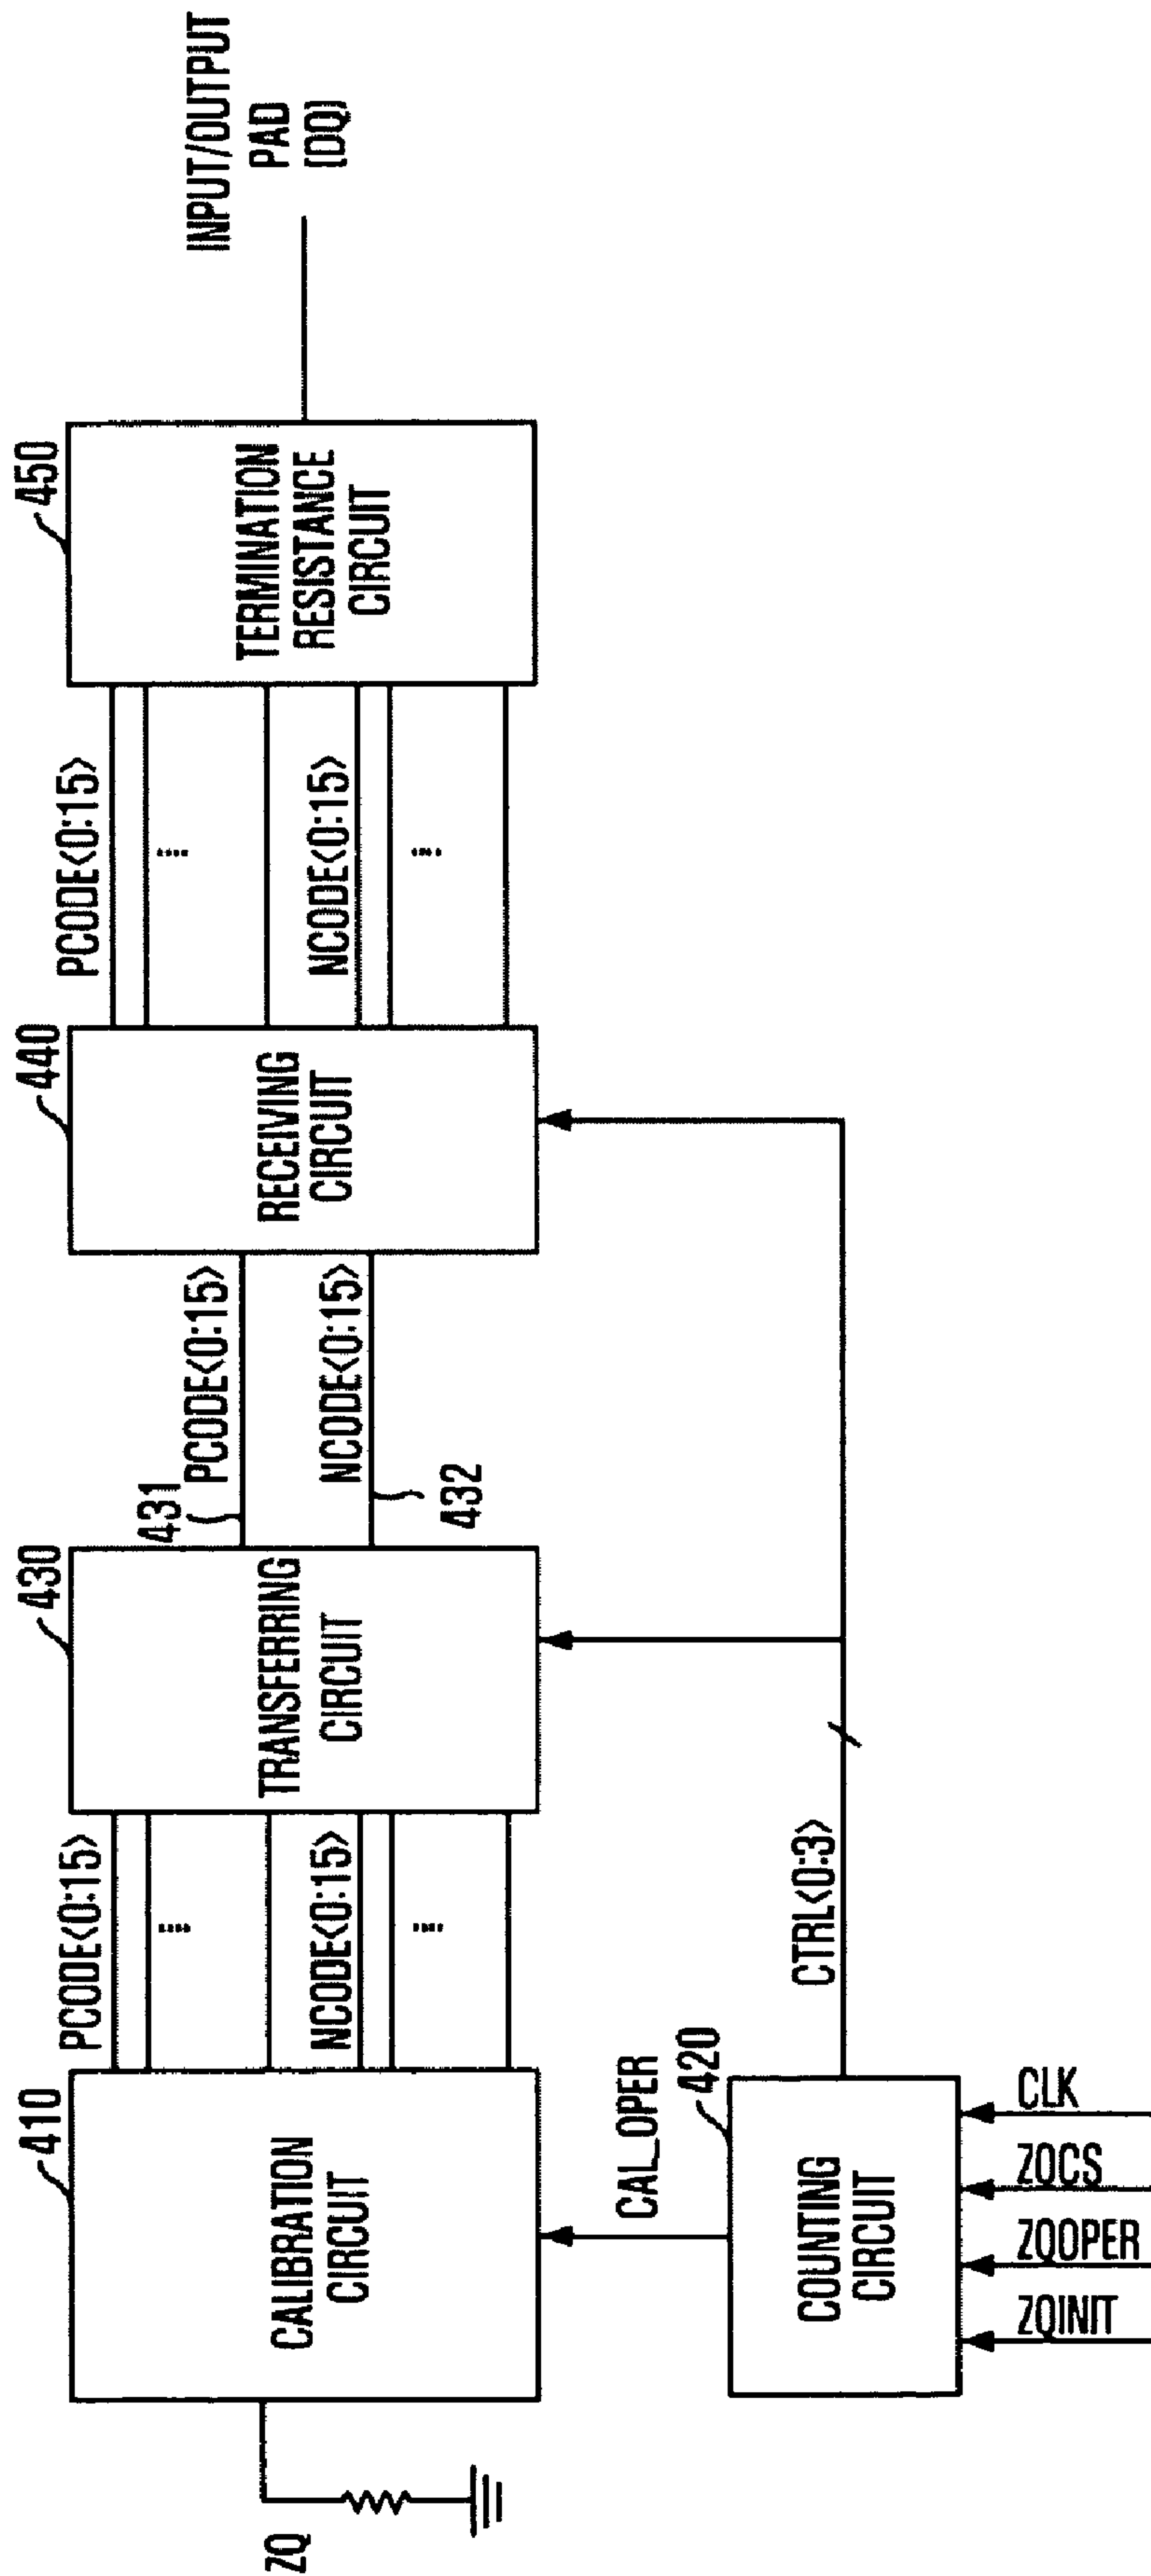 INPUT/OUTPUT
PAD
(DQ)
450
TERMINATION
RESISTANCE
CIRCUIT
PCODE<0:15>
....
NCODE<0:15>
....
440
RECEIVING
CIRCUIT
PCODE<0:15>
NCODE<0:15>
431
432
430
TRANSFERRING
CIRCUIT
PCODE<0:15>
....
NCODE<0:15>
....
410
CALIBRATION
CIRCUIT
ZQ
CAL_OPER
CTRL<0:3>
420
COUNTING
CIRCUIT
CLK
ZQCS
ZQOPER
ZQINIT